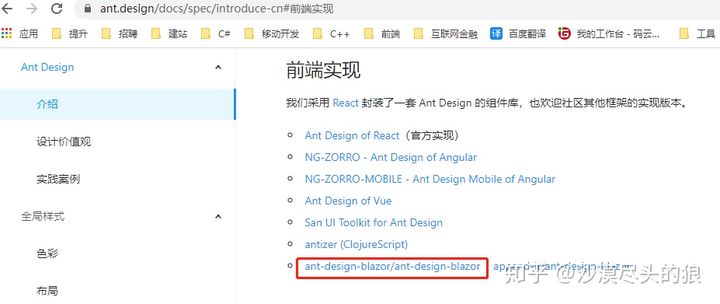 ant.design/docs/spec/introduce-cn#前端实现
应用 提升 招聘 建站 C# 移动开发 C++ 前端 互联网金融 译 百度翻译 G 我的工作台 - 码云... 工具
Ant Design
介绍
设计价值观
实践案例
全局样式
色彩
布局
前端实现
我们采用 React 封装了一套 Ant Design 的组件库，也欢迎社区其他框架的实现版本。
Ant Design of React（官方实现）
NG-ZORRO - Ant Design of Angular
NG-ZORRO-MOBILE - Ant Design Mobile of Angular
Ant Design of Vue
San UI Toolkit for Ant Design
antizer (ClojureScript)
ant-design-blazor/ant-design-blazor
知乎 @沙漠尽头的狼